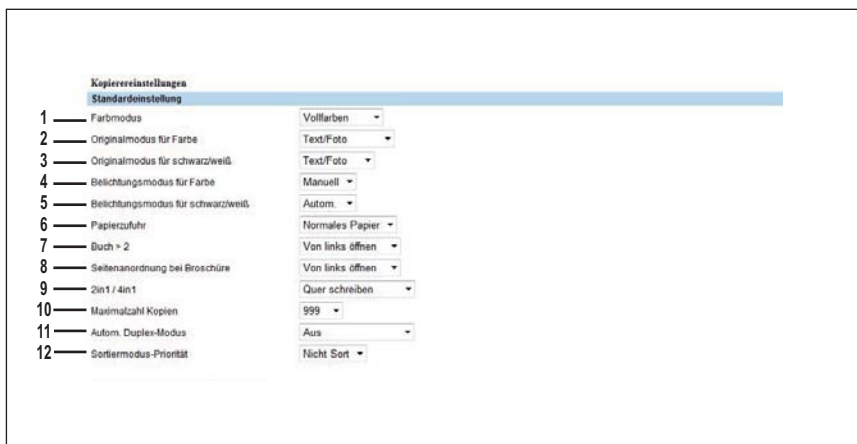 Kopierereinstellungen
Standardeinstellung
1 Farbmodus Vollfarben
2 Originalmodus für Farbe Text/Foto
3 Originalmodus für schwarz/weiß Text/Foto
4 Belichtungsmodus für Farbe Manuell
5 Belichtungsmodus für schwarz/weiß Autom.
6 Papierzufuhr Normales Papier
7 Buch > 2 Von links öffnen
8 Seitenanordnung bei Broschüre Von links öffnen
9 2in1 / 4in1 Quer schreiben
10 Maximalzahl Kopien 999
11 Autom. Duplex-Modus Aus
12 Sortiermodus-Priorität Nicht Sort